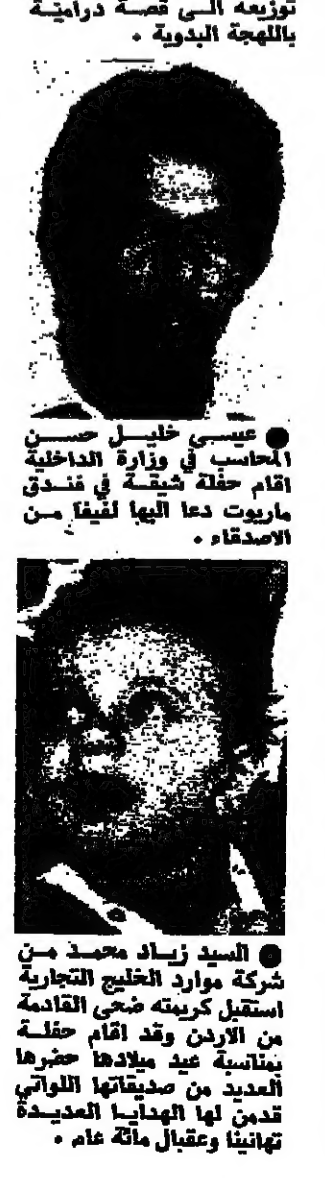 توزيعه الى قصة درامية
باللهجة البدوية .
● عيسى خليل حسن
المحاسب في وزارة الداخلية
اقام حفلة شيقة في فندق
ماريوت دعا اليها لفيفا من
الاصدقاء .
● السيد زياد محمد من
شركة موارد الخليج التجارية
استقبل كريمته ضحى القادمة
من الاردن وقد اقام حفلة
بمناسبة عيد ميلادها حضرها
العديد من صديقاتها اللواتي
قدمن لها الهدايا العديدة
تهانينا وعقبال مائة عام .